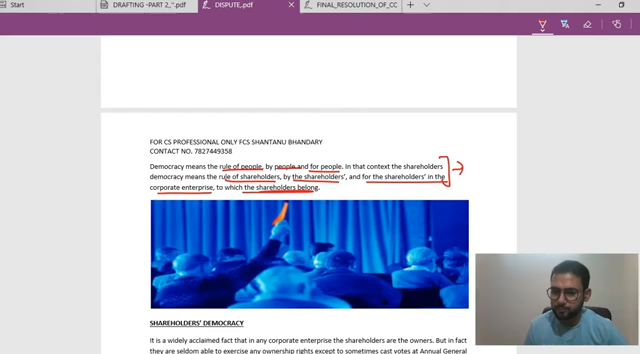 Start
DRAFTING -PART 2_".pdf
DISPUTE,.pdf
FINAL_RESOLUTION_OF_CC
FOR CS PROFESSIONAL ONLY FCS SHANTANU BHANDARY
CONTACT NO. 7827449358
Democracy means the rule of people, by people and for people. In that context the shareholders
democracy means the rule of shareholders, by the shareholders', and for the shareholders' in the
corporate enterprise, to which the shareholders belong.
SHAREHOLDERS' DEMOCRACY
It is a widely acclaimed fact that in any corporate enterprise the shareholders are the owners. But in fact
they are seldom able to exercise any ownership rights except to sometimes cast votes at Annual General